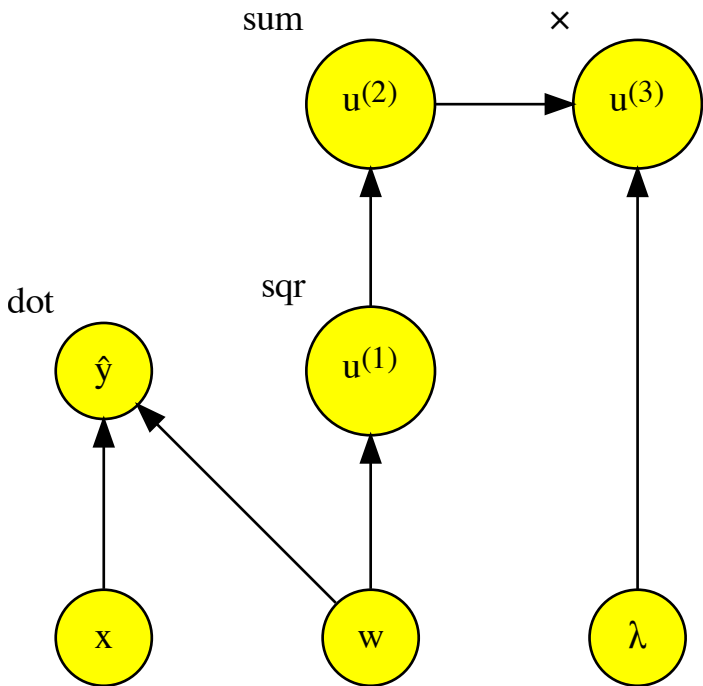 sum
×
u(2)
u(3)
dot
sqr
ŷ
u(1)
x
w
λ